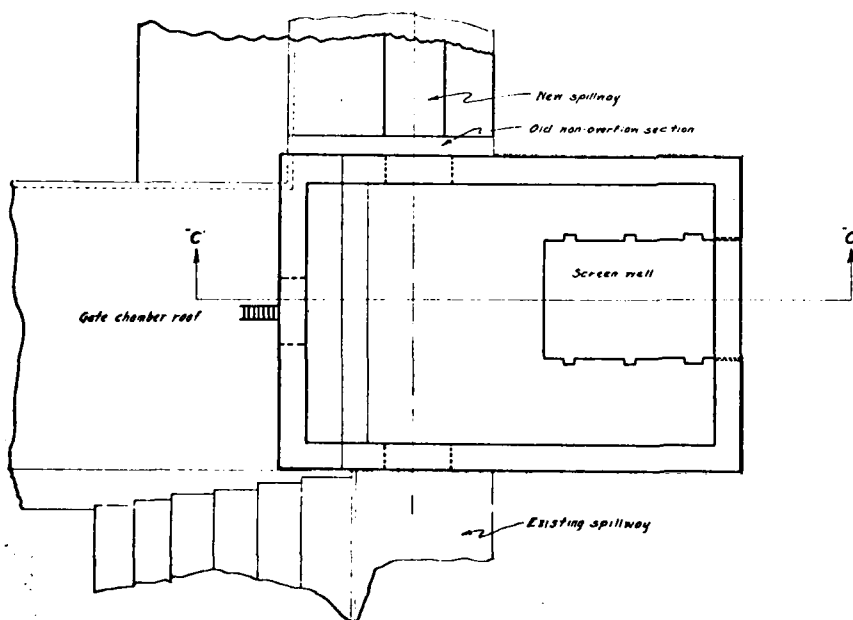 New spillway
Old non-overflow section
"C"
"C"
Screen well
Gate chamber roof
Existing spillway